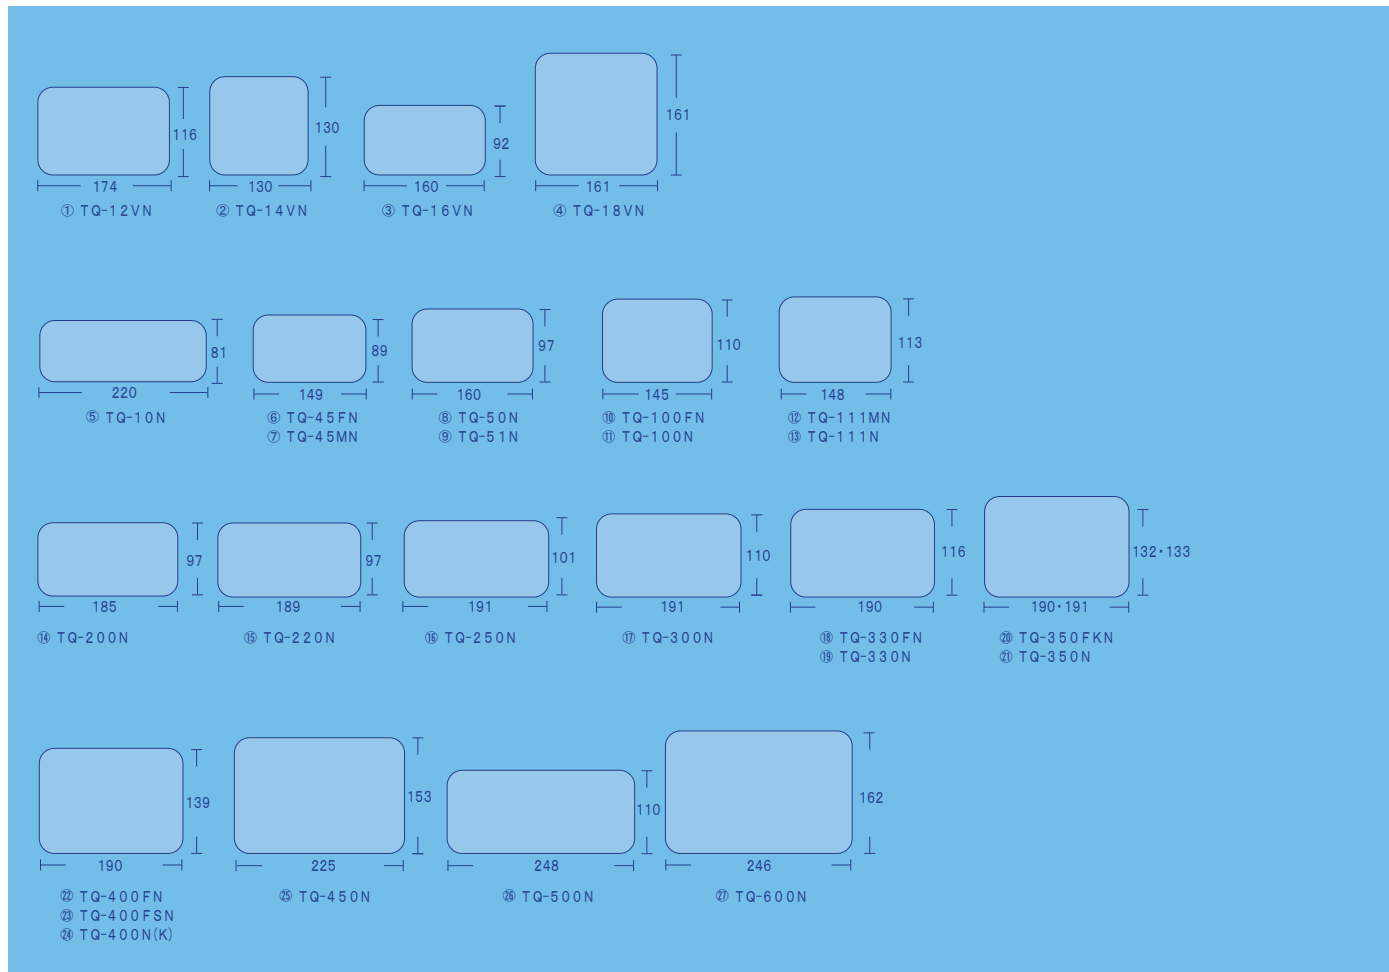 116
130
92
161
174
130
160
161
① TQ-12VN
② TQ-14VN
③ TQ-16VN
④ TQ-18VN
81
89
97
110
113
220
149
160
145
148
⑤ TQ-10N
⑥ TQ-45FN
⑦ TQ-45MN
⑧ TQ-50N
⑨ TQ-51N
⑩ TQ-100FN
⑪ TQ-100N
⑫ TQ-111MN
⑬ TQ-111N
97
97
101
110
116
132・133
185
189
191
191
190
190・191
⑭ TQ-200N
⑮ TQ-220N
⑯ TQ-250N
⑰ TQ-300N
⑱ TQ-330FN
⑲ TQ-330N
⑳ TQ-350FKN
㉑ TQ-350N
139
153
110
162
190
225
248
246
㉒ TQ-400FN
㉓ TQ-400FSN
㉔ TQ-400N(K)
㉕ TQ-450N
㉖ TQ-500N
㉗ TQ-600N